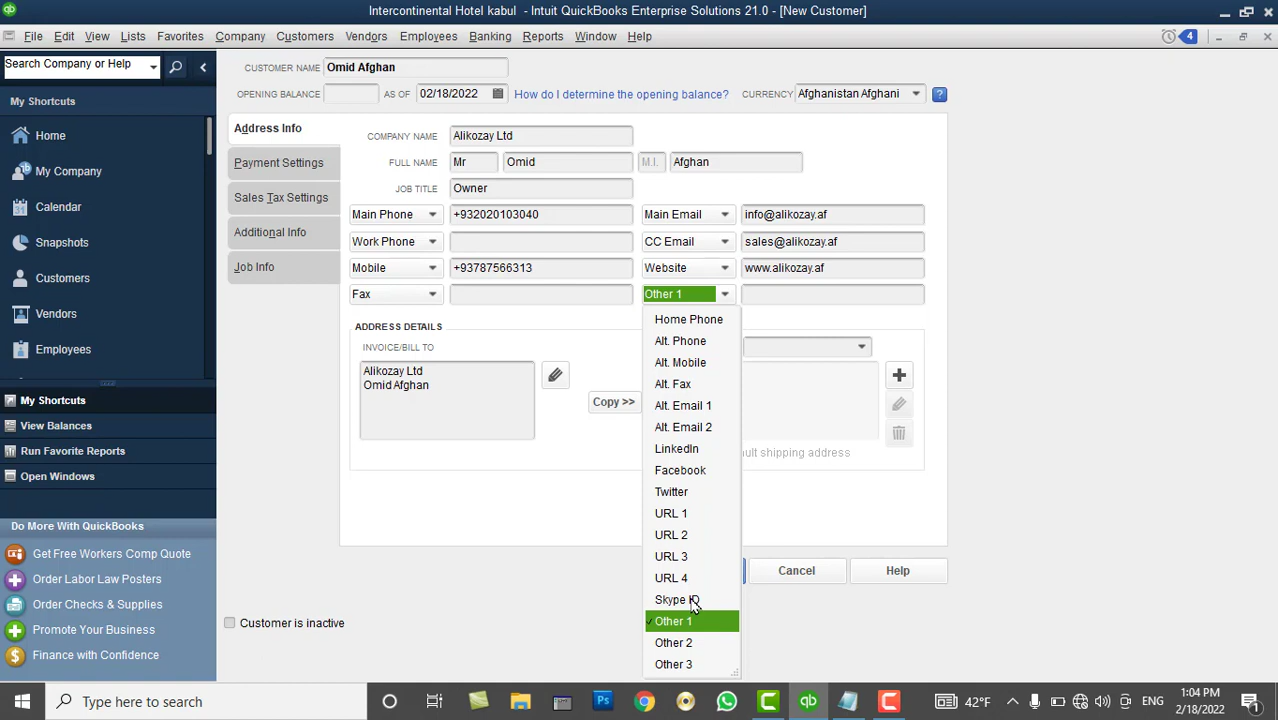 Intercontinental Hotel kabul - Intuit QuickBooks Enterprise Solutions 21.0 - [New Customer]
File Edit View Lists Favorites Company Customers Vendors Employees Banking Reports Window Help 4
Search Company or Help
My Shortcuts
Home
My Company
Calendar
Snapshots
Customers
Vendors
Employees
My Shortcuts
View Balances
Run Favorite Reports
Open Windows
Do More With QuickBooks
Get Free Workers Comp Quote
Order Labor Law Posters
Order Checks & Supplies
Promote Your Business
Finance with Confidence
CUSTOMER NAME Omid Afghan
OPENING BALANCE AS OF 02/18/2022 How do I determine the opening balance? CURRENCY Afghanistan Afghani ?
Address Info
Payment Settings
Sales Tax Settings
Additional Info
Job Info
COMPANY NAME Alikozay Ltd
FULL NAME Mr Omid M.I. Afghan
JOB TITLE Owner
Main Phone +932020103040 Main Email info@alikozay.af
Work Phone CC Email sales@alikozay.af
Mobile +93787566313 Website www.alikozay.af
Fax Other 1
ADDRESS DETAILS
INVOICE/BILL TO
Alikozay Ltd
Omid Afghan
Copy >>
ult shipping address
Home Phone
Alt. Phone
Alt. Mobile
Alt. Fax
Alt. Email 1
Alt. Email 2
LinkedIn
Facebook
Twitter
URL 1
URL 2
URL 3
URL 4
Skype ID
Other 1
Other 2
Other 3
Cancel Help
Customer is inactive
Type here to search
Ps
qb
42°F
ENG
1:04 PM
2/18/2022
1